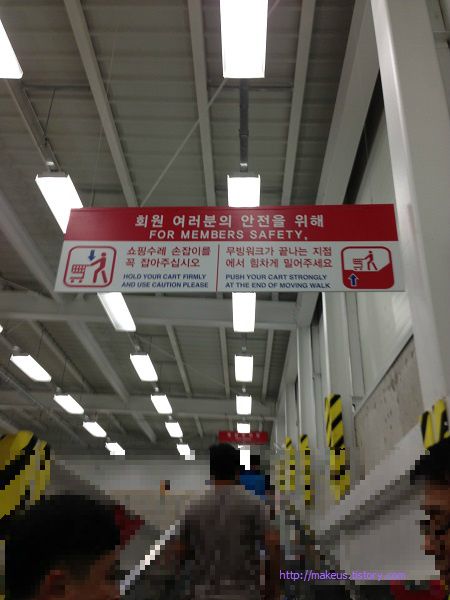 회원 여러분의 안전을 위해
FOR MEMBERS SAFETY,
쇼핑수레 손잡이를
꼭 잡아주십시오
HOLD YOUR CART FIRMLY
AND USE CAUTION PLEASE
무빙워크가 끝나는 지점
에서 힘차게 밀어주세요
PUSH YOUR CART STRONGLY
AT THE END OF MOVING WALK
http://makeus.tistory.com